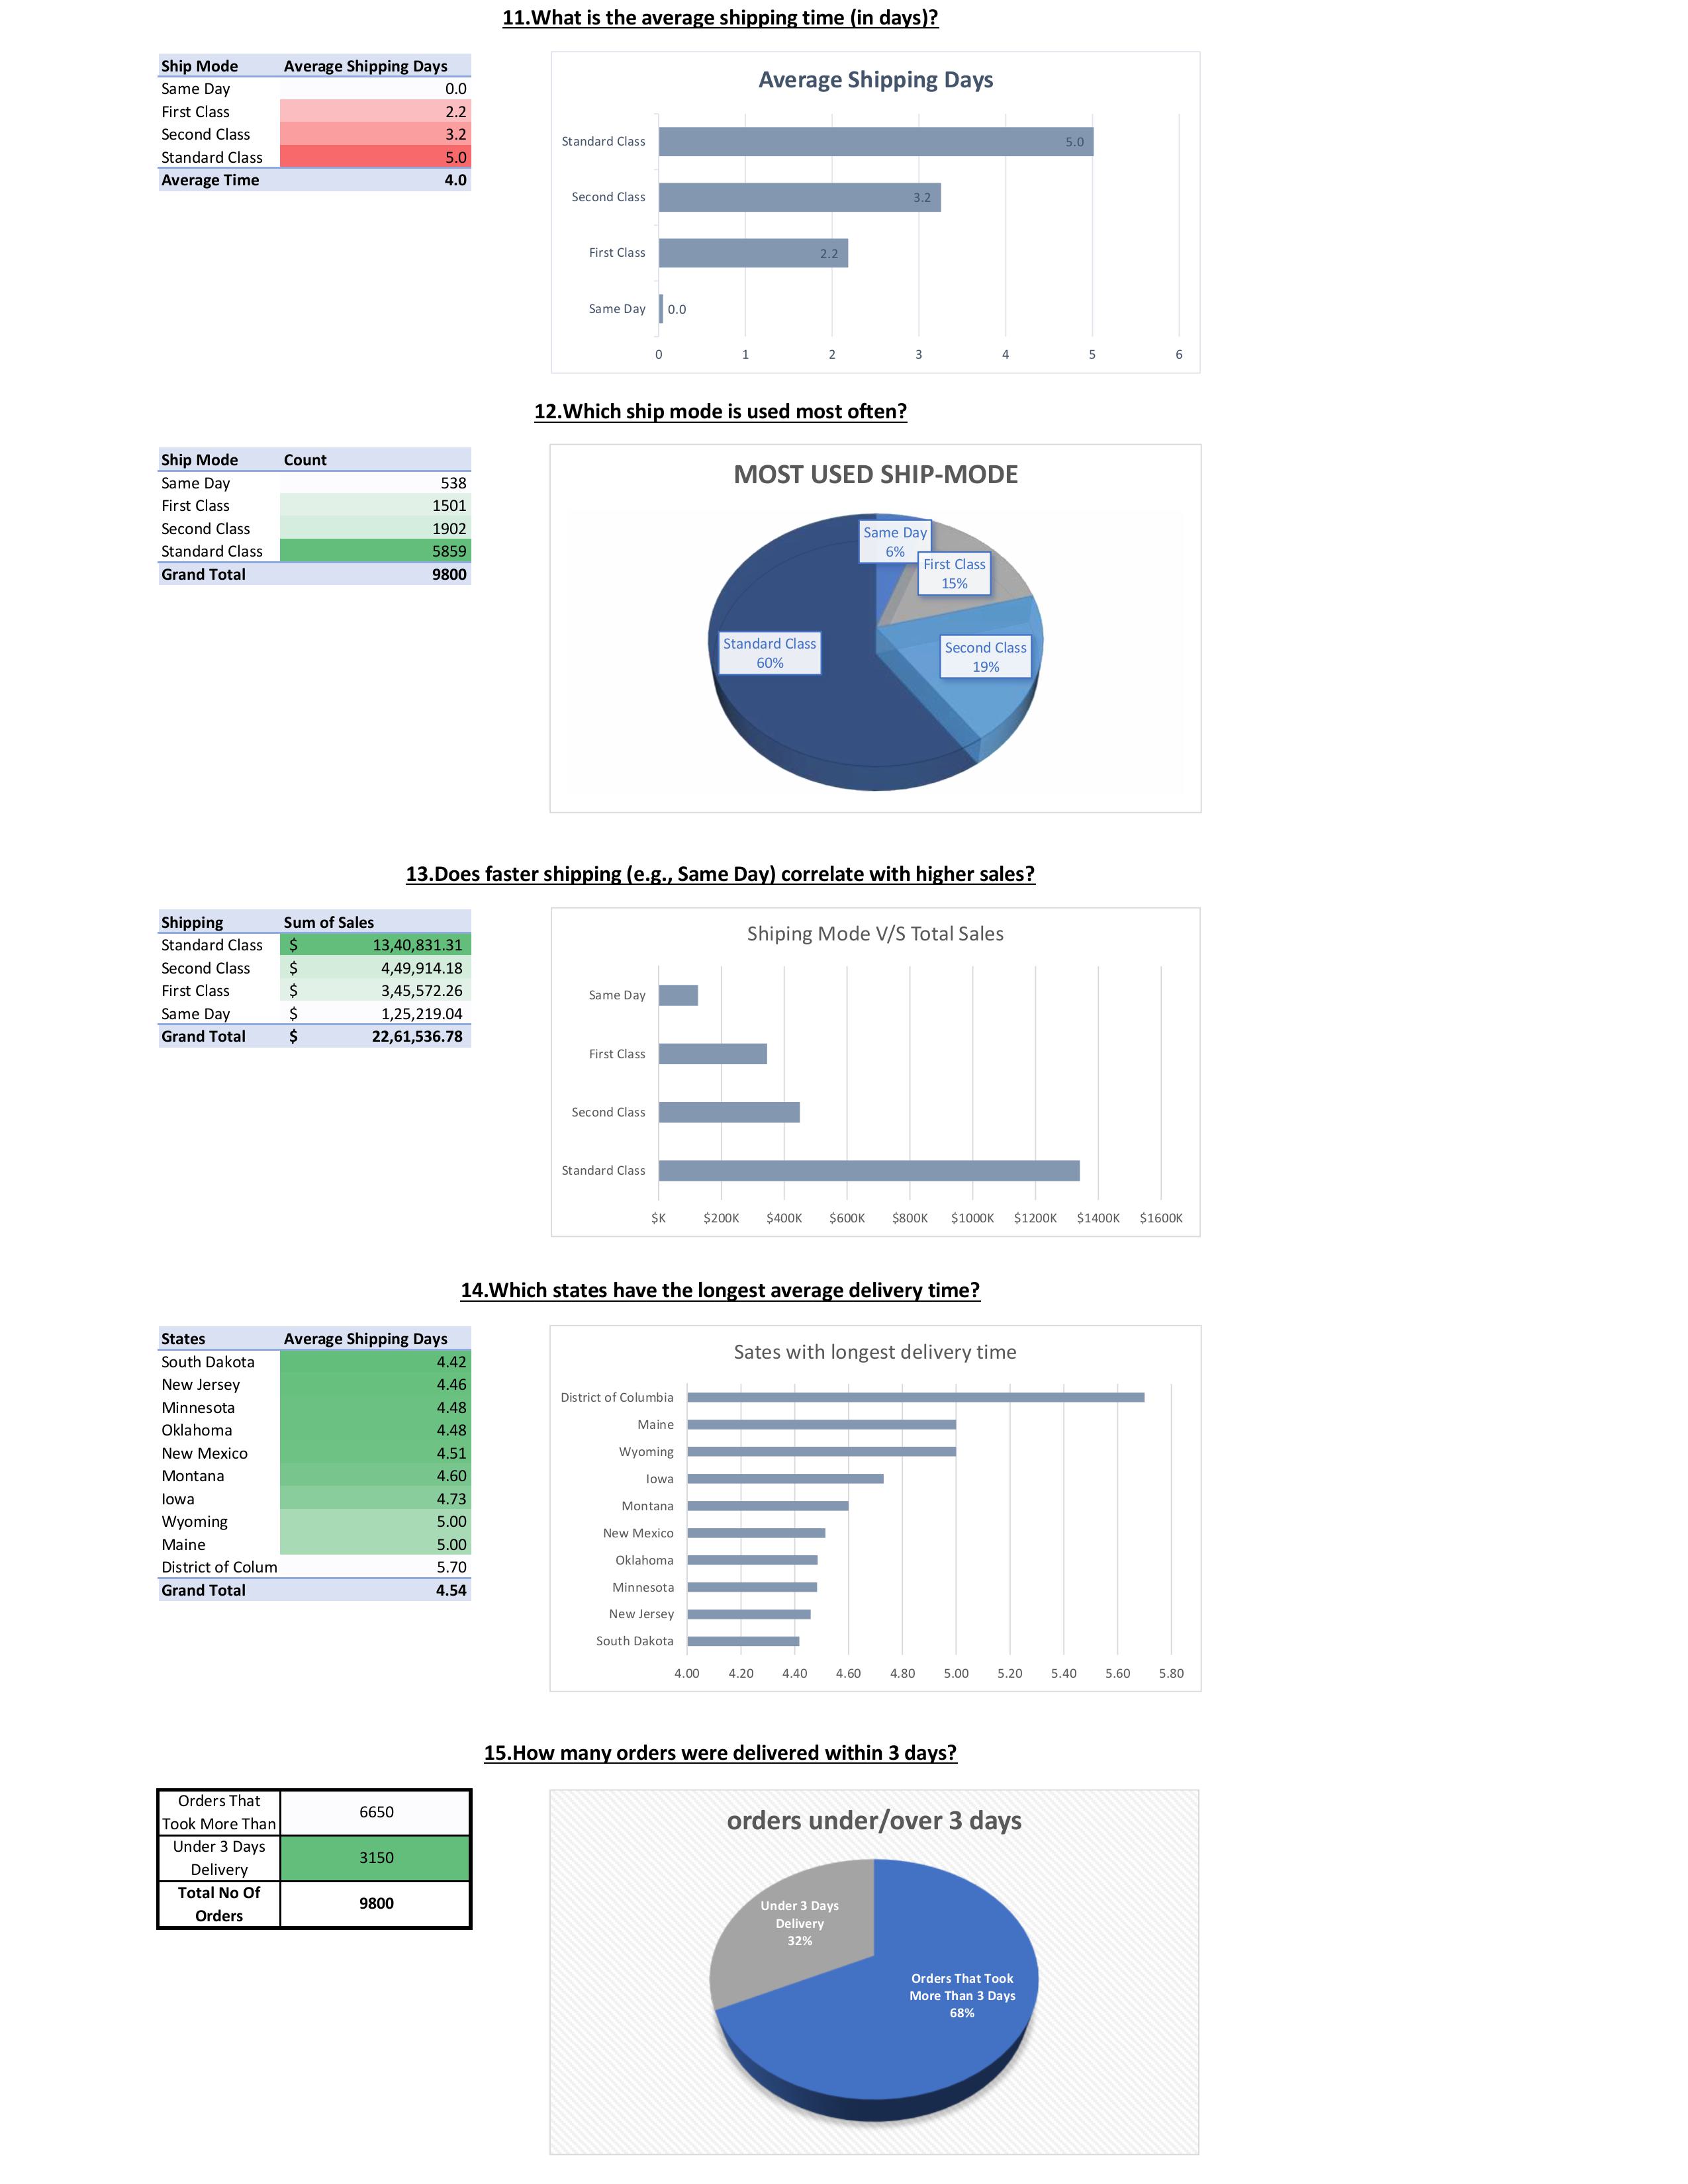 11.What is the average shipping time (in days)?
Ship Mode Average Shipping Days
Same Day 0.0
First Class 2.2
Second Class 3.2
Standard Class 5.0
Average Time 4.0
Average Shipping Days
Standard Class 5.0
Second Class 3.2
First Class 2.2
Same Day 0.0
0 1 2 3 4 5 6
12.Which ship mode is used most often?
Ship Mode Count
Same Day 538
First Class 1501
Second Class 1902
Standard Class 5859
Grand Total 9800
MOST USED SHIP-MODE
Same Day
6%
First Class
15%
Standard Class
60%
Second Class
19%
13.Does faster shipping (e.g., Same Day) correlate with higher sales?
Shipping Sum of Sales
Standard Class $ 13,40,831.31
Second Class $ 4,49,914.18
First Class $ 3,45,572.26
Same Day $ 1,25,219.04
Grand Total $ 22,61,536.78
Shiping Mode V/S Total Sales
Same Day
First Class
Second Class
Standard Class
$K $200K $400K $600K $800K $1000K $1200K $1400K $1600K
14.Which states have the longest average delivery time?
States Average Shipping Days
South Dakota 4.42
New Jersey 4.46
Minnesota 4.48
Oklahoma 4.48
New Mexico 4.51
Montana 4.60
Iowa 4.73
Wyoming 5.00
Maine 5.00
District of Colum 5.70
Grand Total 4.54
Sates with longest delivery time
District of Columbia
Maine
Wyoming
Iowa
Montana
New Mexico
Oklahoma
Minnesota
New Jersey
South Dakota
4.00 4.20 4.40 4.60 4.80 5.00 5.20 5.40 5.60 5.80
15.How many orders were delivered within 3 days?
Orders That
Took More Than
6650
Under 3 Days
Delivery
3150
Total No Of
Orders
9800
orders under/over 3 days
Under 3 Days
Delivery
32%
Orders That Took
More Than 3 Days
68%